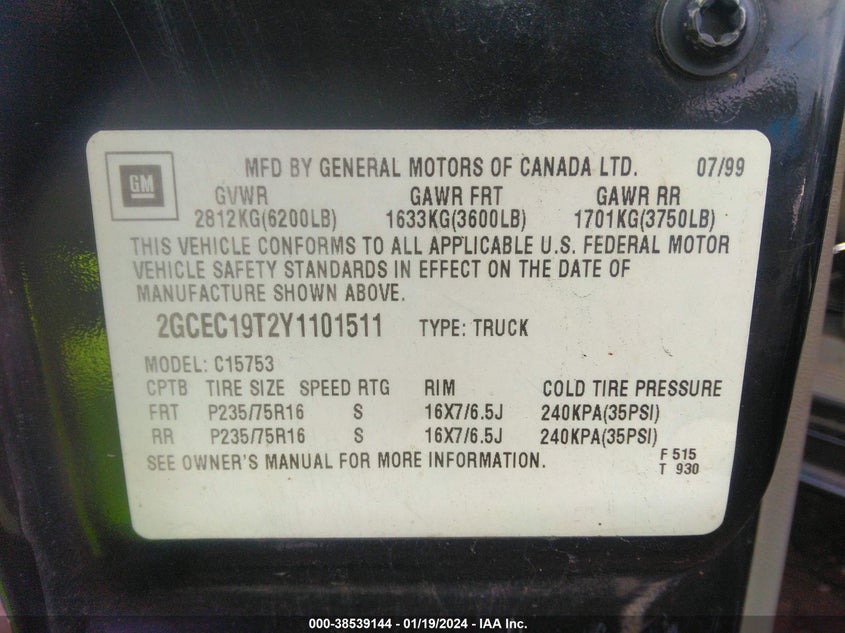 GM
MFD BY GENERAL MOTORS OF CANADA LTD. 07/99
GVWR GAWR FRT GAWR RR
2812KG(6200LB) 1633KG(3600LB) 1701KG(3750LB)
THIS VEHICLE CONFORMS TO ALL APPLICABLE U.S. FEDERAL MOTOR
VEHICLE SAFETY STANDARDS IN EFFECT ON THE DATE OF
MANUFACTURE SHOWN ABOVE.
2GCEC19T2Y1101511 TYPE: TRUCK
MODEL: C15753
CPTB TIRE SIZE SPEED RTG RIM COLD TIRE PRESSURE
FRT P235/75R16 S 16X7/6.5J 240KPA(35PSI)
RR P235/75R16 S 16X7/6.5J 240KPA(35PSI)
SEE OWNER'S MANUAL FOR MORE INFORMATION. F 515
T 930
000-38539144 - 01/19/2024 - IAA Inc.